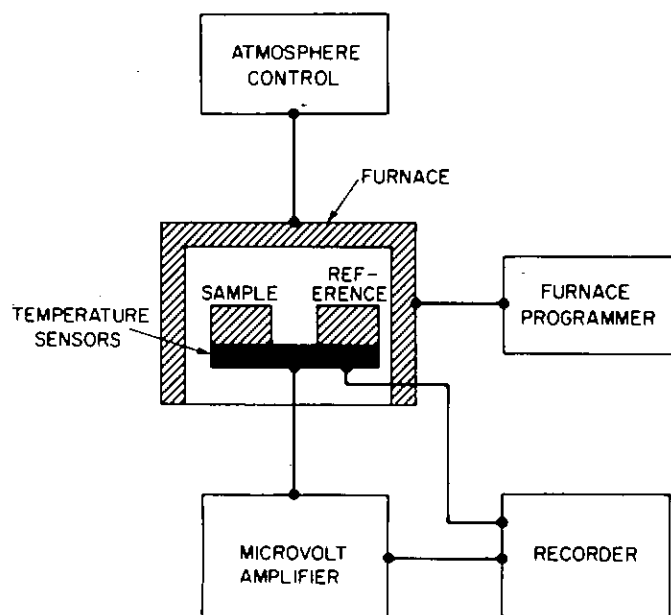 ATMOSPHERE
CONTROL
FURNACE
SAMPLE
REF-
ERENCE
TEMPERATURE
SENSORS
FURNACE
PROGRAMMER
MICROVOLT
AMPLIFIER
RECORDER